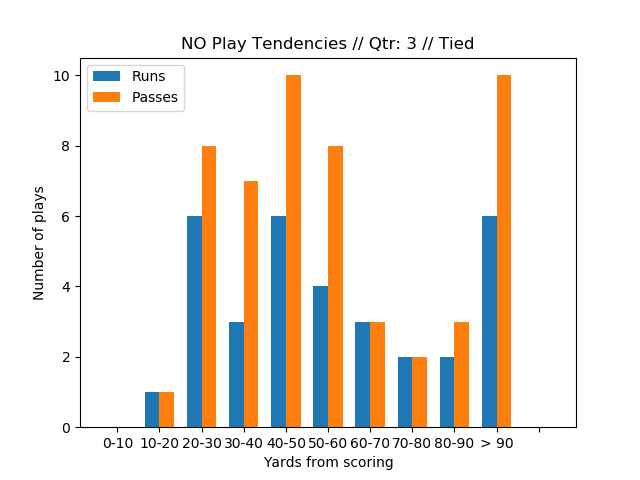 NO Play Tendencies // Qtr: 3 // Tied
Runs
Passes
Number of plays
10
8
6
4
2
0
0-10 10-20 20-30 30-40 40-50 50-60 60-70 70-80 80-90 > 90
Yards from scoring